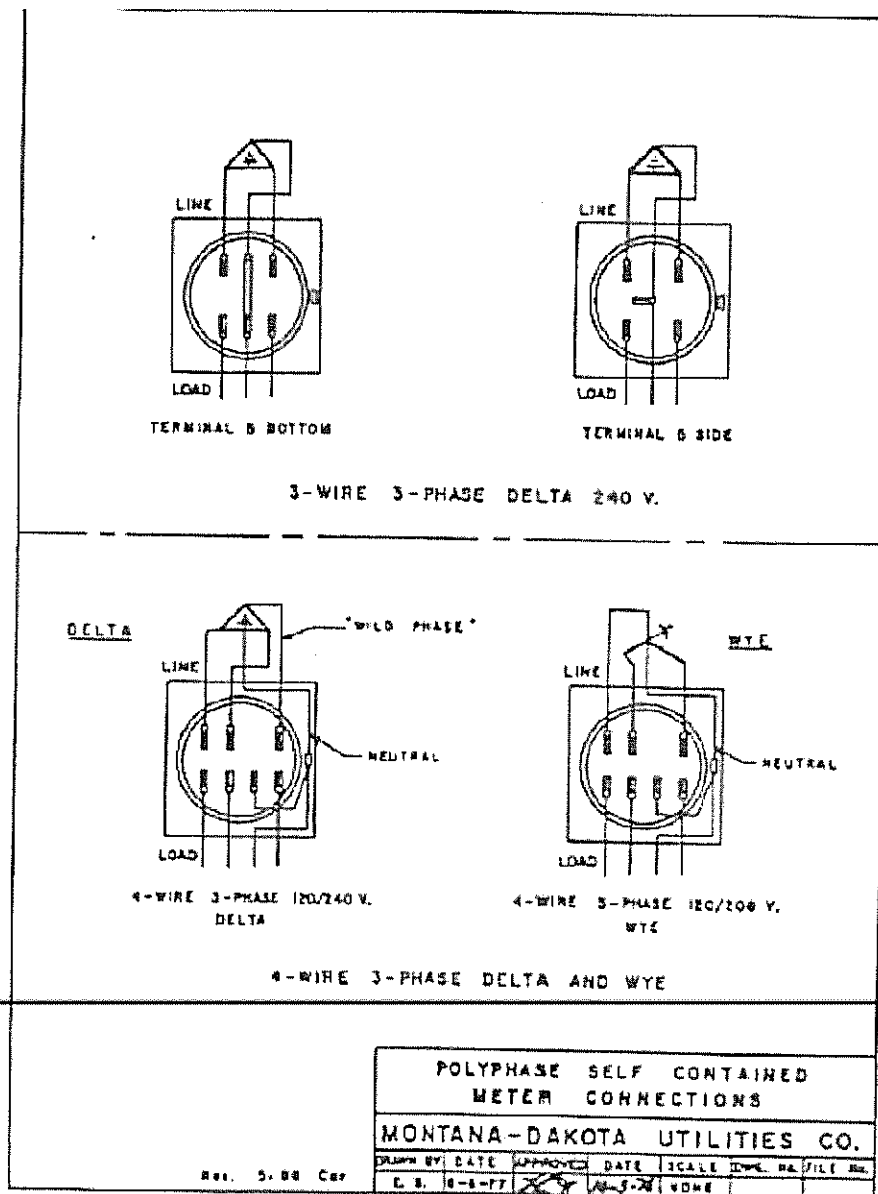 LINE
LINE
LOAD
LOAD
TERMINAL 5 BOTTOM
TERMINAL 5 SIDE
3-WIRE 3-PHASE DELTA 240 V.
DELTA
"WILD PHASE"
WYE
LINE
LINE
NEUTRAL
NEUTRAL
LOAD
LOAD
4-WIRE 3-PHASE 120/240 V.
DELTA
4-WIRE 3-PHASE 120/208 V.
WYE
4-WIRE 3-PHASE DELTA AND WYE
POLYPHASE SELF CONTAINED
METER CONNECTIONS
MONTANA-DAKOTA UTILITIES CO.
DRAWN BY DATE APPROVED DATE SCALE DWG. NO. FILE NO.
NONE